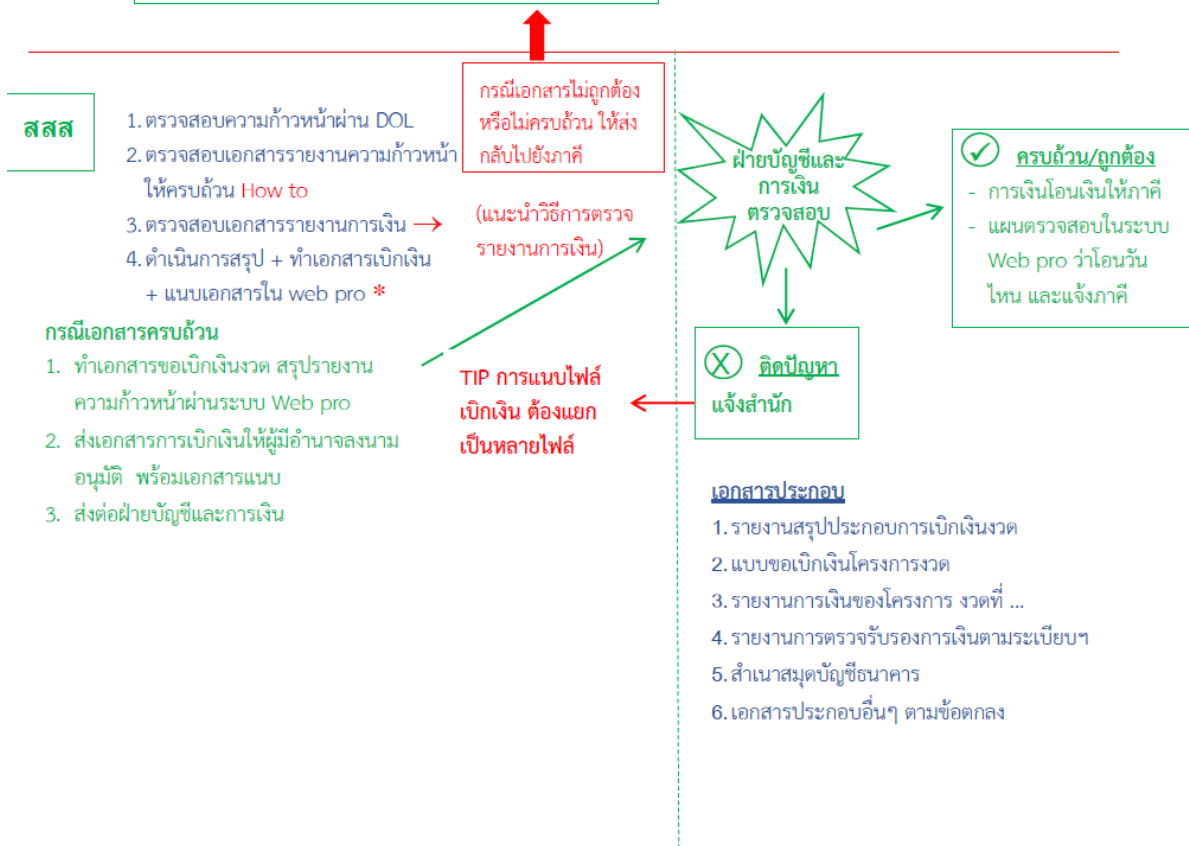 สสส
1. ตรวจสอบความก้าวหน้าผ่าน DOL
2. ตรวจสอบเอกสารรายงานความก้าวหน้า
ให้ครบถ้วน How to
3. ตรวจสอบเอกสารรายงานการเงิน →
4. ดำเนินการสรุป + ทำเอกสารเบิกเงิน
+ แนบเอกสารใน web pro *
กรณีเอกสารไม่ถูกต้อง
หรือไม่ครบถ้วน ให้ส่ง
กลับไปยังภาคี
(แนะนำวิธีการตรวจ
รายงานการเงิน)
กรณีเอกสารครบถ้วน
1. ทำเอกสารขอเบิกเงินงวด สรุปรายงาน
ความก้าวหน้าผ่านระบบ Web pro
2. ส่งเอกสารการเบิกเงินให้ผู้มีอำนาจลงนาม
อนุมัติ พร้อมเอกสารแนบ
3. ส่งต่อฝ่ายบัญชีและการเงิน
TIP การแนบไฟล์
เบิกเงิน ต้องแยก
เป็นหลายไฟล์
ฝ่ายบัญชีและ
การเงิน
ตรวจสอบ
ครบถ้วน/ถูกต้อง
- การเงินโอนเงินให้ภาคี
- แผนตรวจสอบในระบบ
Web pro ว่าโอนวัน
ไหน และแจ้งภาคี
X ติดปัญหา
แจ้งสำนัก
เอกสารประกอบ
1. รายงานสรุปประกอบการเบิกเงินงวด
2. แบบขอเบิกเงินโครงการงวด
3. รายงานการเงินของโครงการ งวดที่ ...
4. รายงานการตรวจรับรองการเงินตามระเบียบฯ
5. สำเนาสมุดบัญชีธนาคาร
6. เอกสารประกอบอื่นๆ ตามข้อตกลง